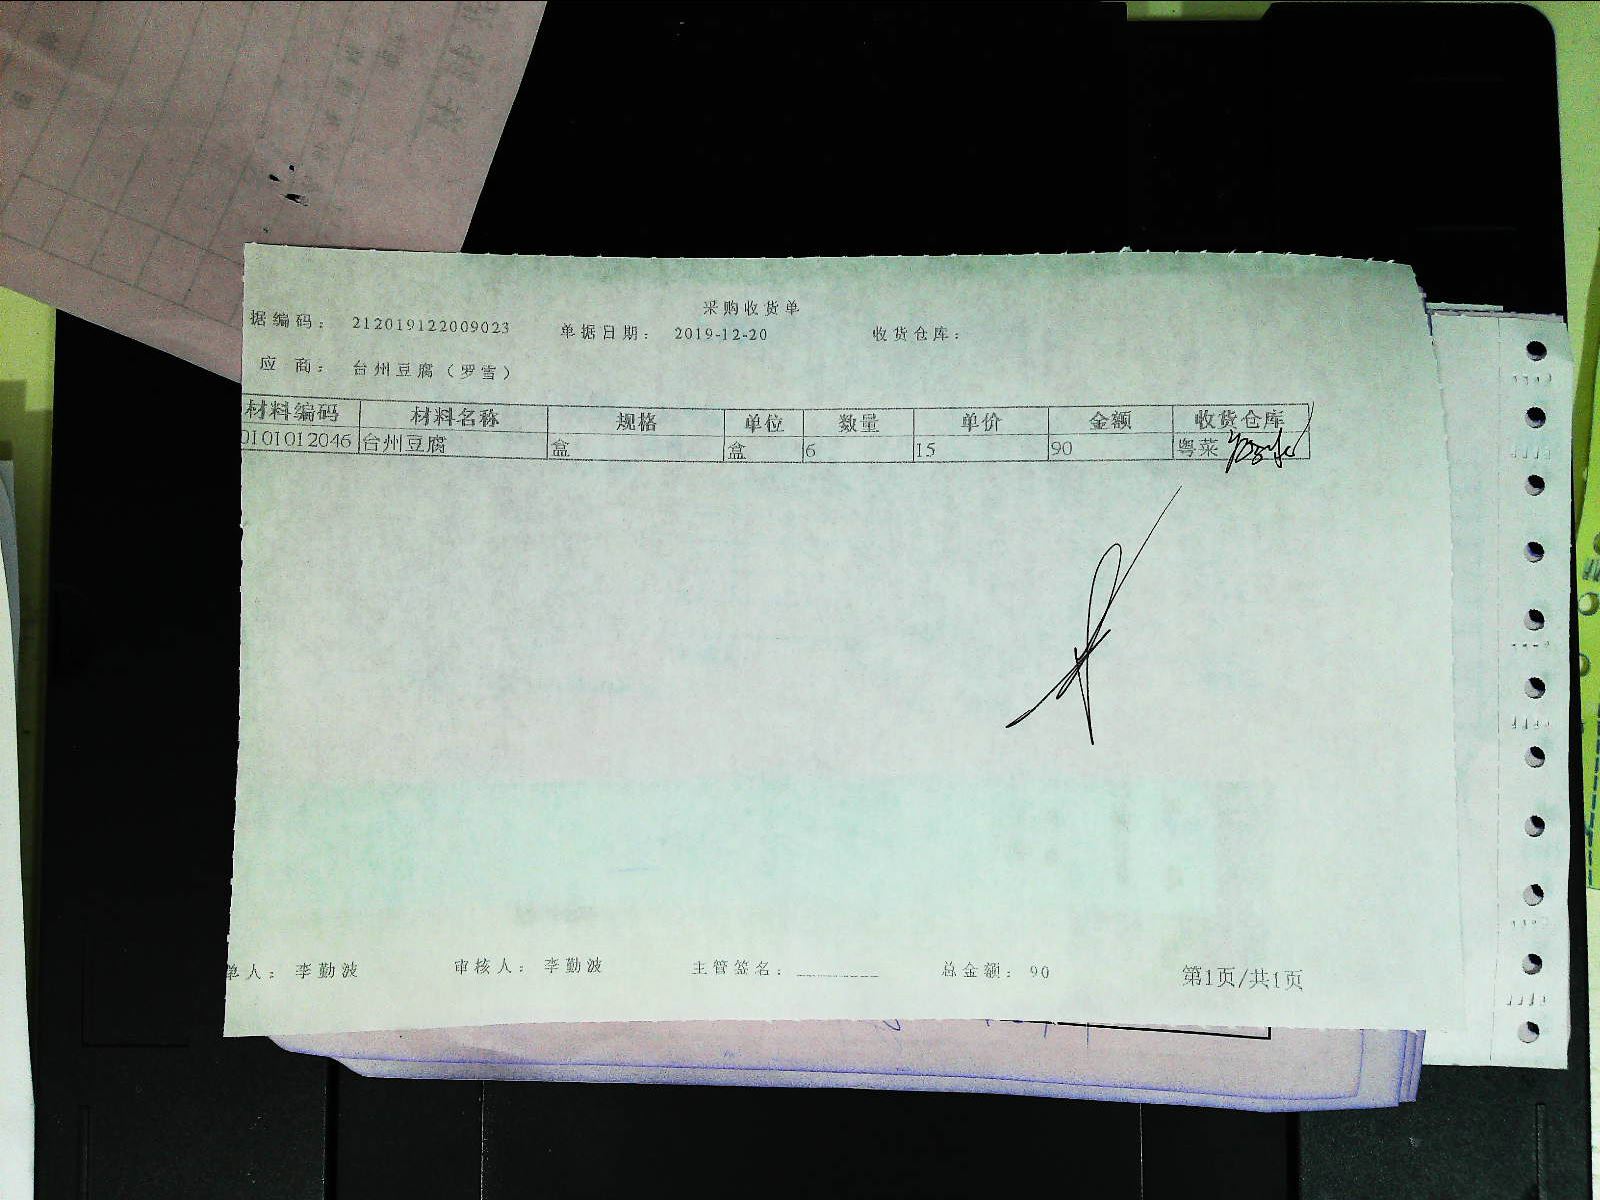 采购收货单
据编码： 212019122009023 单据日期： 2019-12-20 收货仓库：
应 商： 台州豆腐（罗雪）
材料编码 材料名称 规格 单位 数量 单价 金额 收货仓库
0101012046 台州豆腐 盒 盒 6 15 90 粤菜
单人： 李勤波 审核人： 李勤波 主管签名： 总金额： 90 第1页/共1页